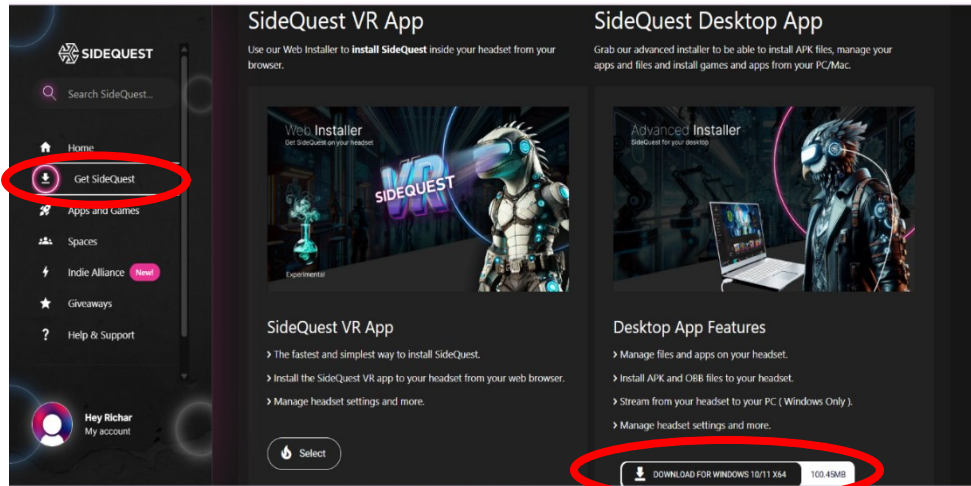 SIDEQUEST
Search SideQuest...
Home
Get SideQuest
Apps and Games
Spaces
Indie Alliance New!
Giveaways
? Help & Support
Hey Richar
My account
SideQuest VR App
Use our Web Installer to install SideQuest inside your headset from your
browser.
Web Installer
Get SideQuest on your headset
SIDEQUEST
VR
Experimental
SideQuest VR App
> The fastest and simplest way to install SideQuest.
> Install the SideQuest VR app to your headset from your web browser.
> Manage headset settings and more.
Select
SideQuest Desktop App
Grab our advanced installer to be able to install APK files, manage your
apps and files and install games and apps from your PC/Mac.
Advanced Installer
SideQuest for your desktop
Desktop App Features
> Manage files and apps on your headset.
> Install APK and OBB files to your headset.
> Stream from your headset to your PC ( Windows Only ).
> Manage headset settings and more.
DOWNLOAD FOR WINDOWS 10/11 X64 100.45MB